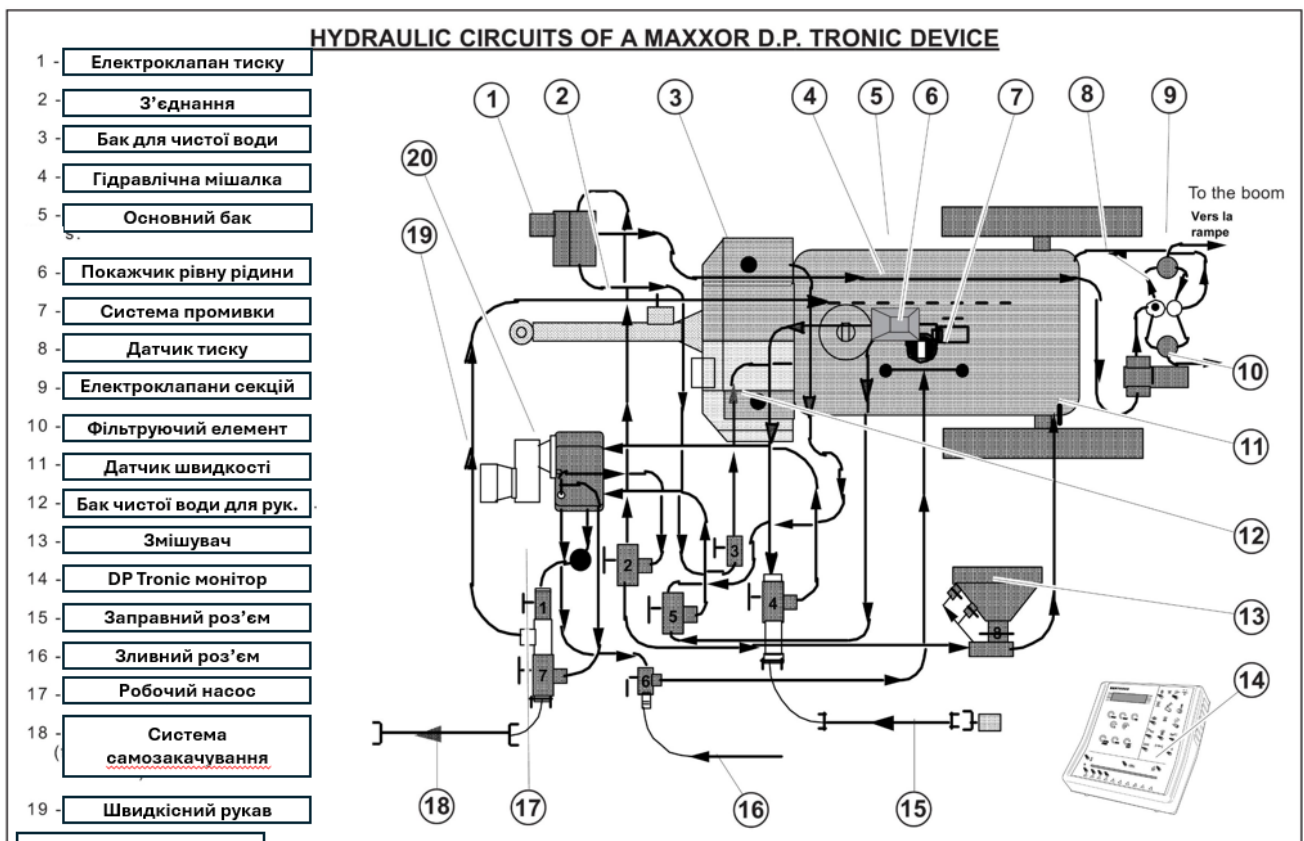 HYDRAULIC CIRCUITS OF A MAXXOR D.P. TRONIC DEVICE
1 - Електроклапан тиску
2 - З’єднання
3 - Бак для чистої води
4 - Гідравлічна мішалка
5 - Основний бак
s.
6 - Покажчик рівну рідини
7 - Система промивки
8 - Датчик тиску
9 - Електроклапани секцій
10 - Фільтруючий елемент
11 - Датчик швидкості
12 - Бак чистої води для рук.
13 - Змішувач
14 - DP Tronic монітор
15 - Заправний роз’єм
16 - Зливний роз’єм
17 - Робочий насос
18 - Система
самозакачування
(
19 - Швидкісний рукав
1 2 3 4 5 6 7 8 9
20
19
To the boom
Vers la
rampe
10
11
12
13
14
1
2
3
4
5
6
7
8
18 17 16 15